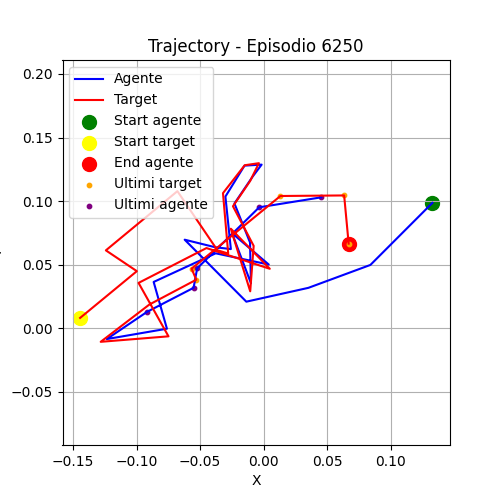 Trajectory - Episodio 6250
Agente
Target
Start agente
Start target
End agente
Ultimi target
Ultimi agente
0.20
0.15
0.10
0.05
0.00
−0.05
−0.15
−0.10
−0.05
0.00
0.05
0.10
X